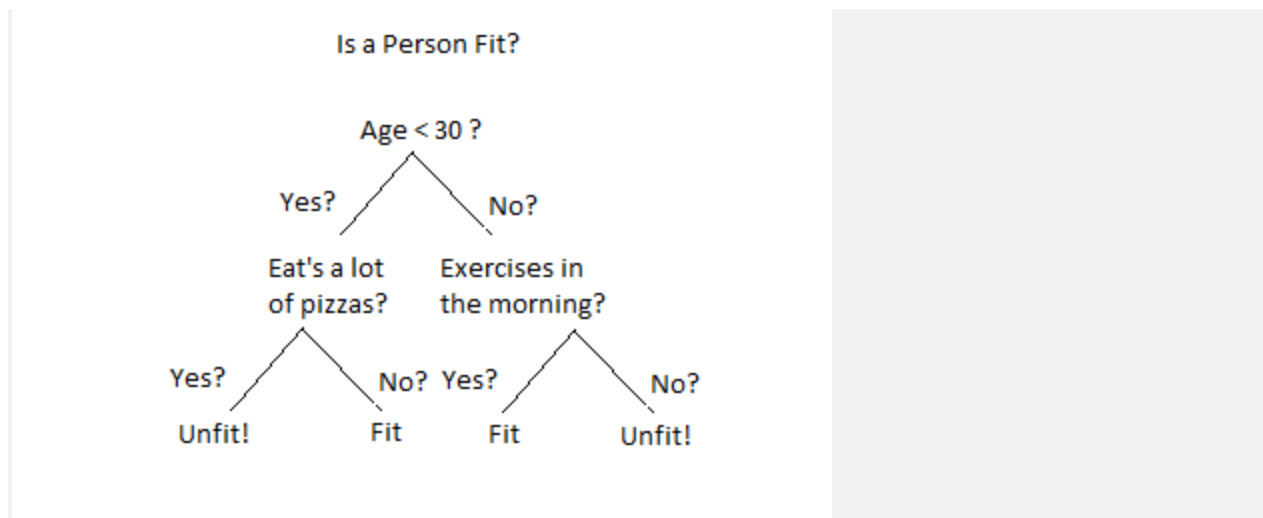 Is a Person Fit?
Age < 30 ?
Yes?
No?
Eat's a lot
of pizzas?
Exercises in
the morning?
Yes?
No?
Yes?
No?
Unfit!
Fit
Fit
Unfit!